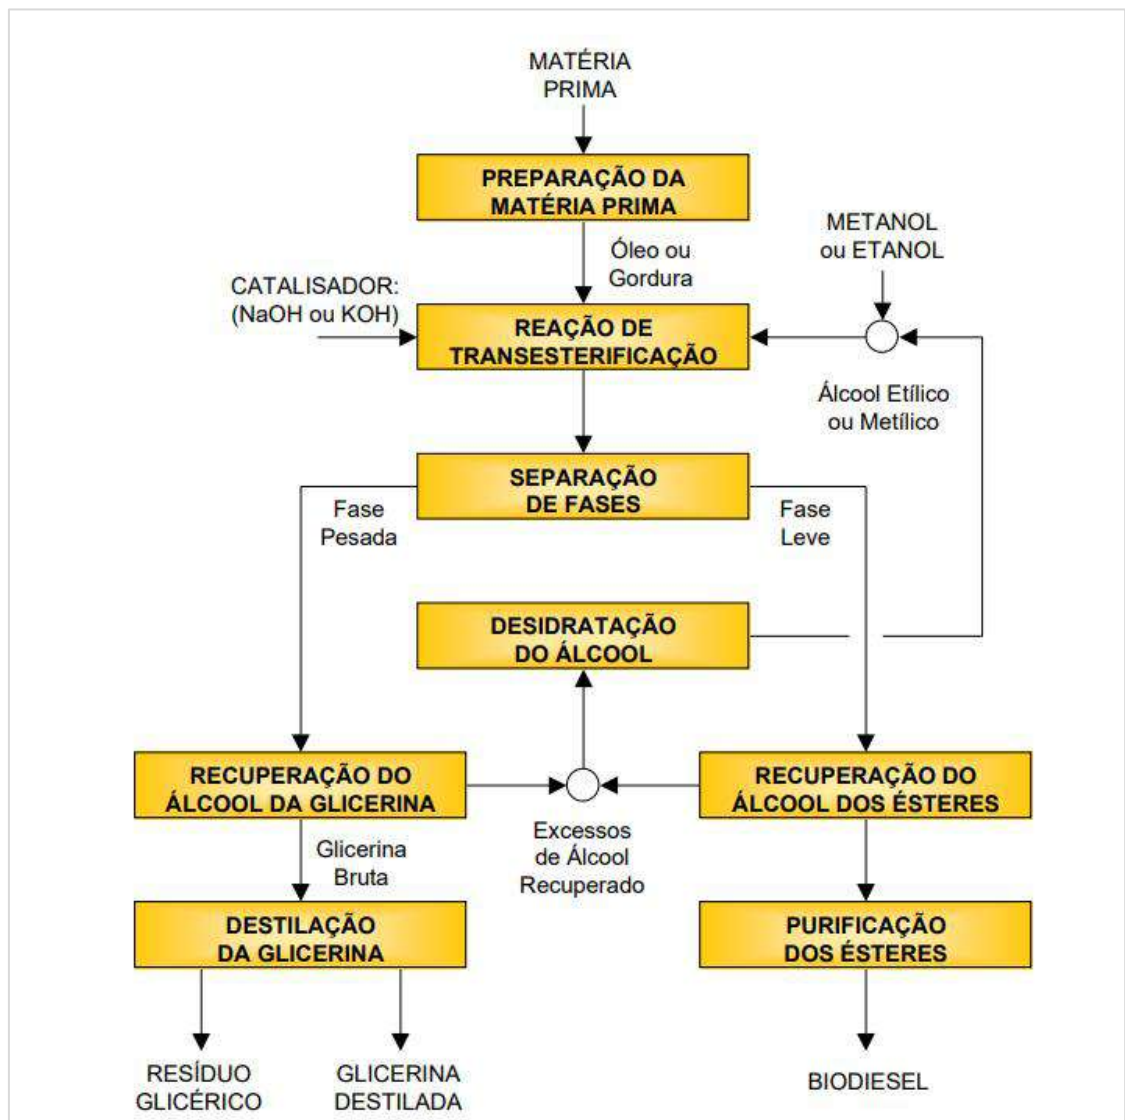 MATÉRIA
PRIMA
PREPARAÇÃO DA
MATÉRIA PRIMA
METANOL
ou ETANOL
Óleo ou
Gordura
CATALISADOR:
(NaOH ou KOH)
REAÇÃO DE
TRANSESTERIFICAÇÃO
Álcool Etílico
ou Metílico
SEPARAÇÃO
DE FASES
Fase
Pesada
Fase
Leve
DESIDRATAÇÃO
DO ÁLCOOL
RECUPERAÇÃO DO
ÁLCOOL DA GLICERINA
RECUPERAÇÃO DO
ÁLCOOL DOS ÉSTERES
Excessos
de Álcool
Recuperado
Glicerina
Bruta
DESTILAÇÃO
DA GLICERINA
PURIFICAÇÃO
DOS ÉSTERES
RESÍDUO
GLICÉRICO
GLICERINA
DESTILADA
BIODIESEL